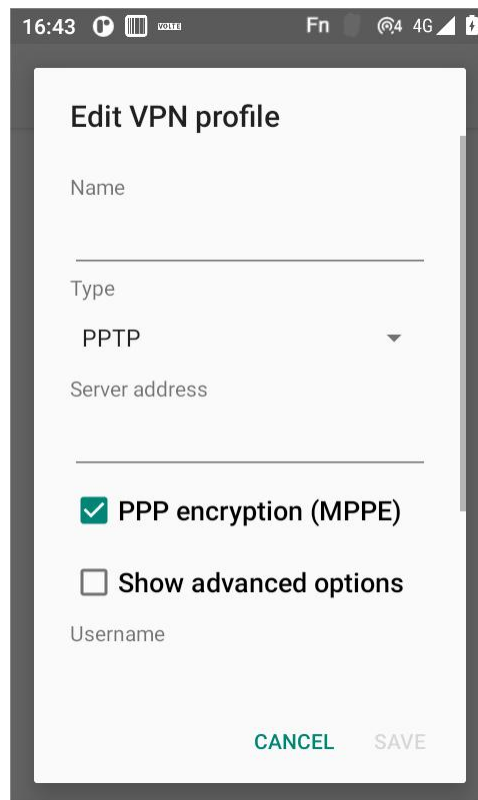 16:43 VOLTE Fn 4 4G
Edit VPN profile
Name
Type
PPTP
Server address
PPP encryption (MPPE)
Show advanced options
Username
CANCEL SAVE